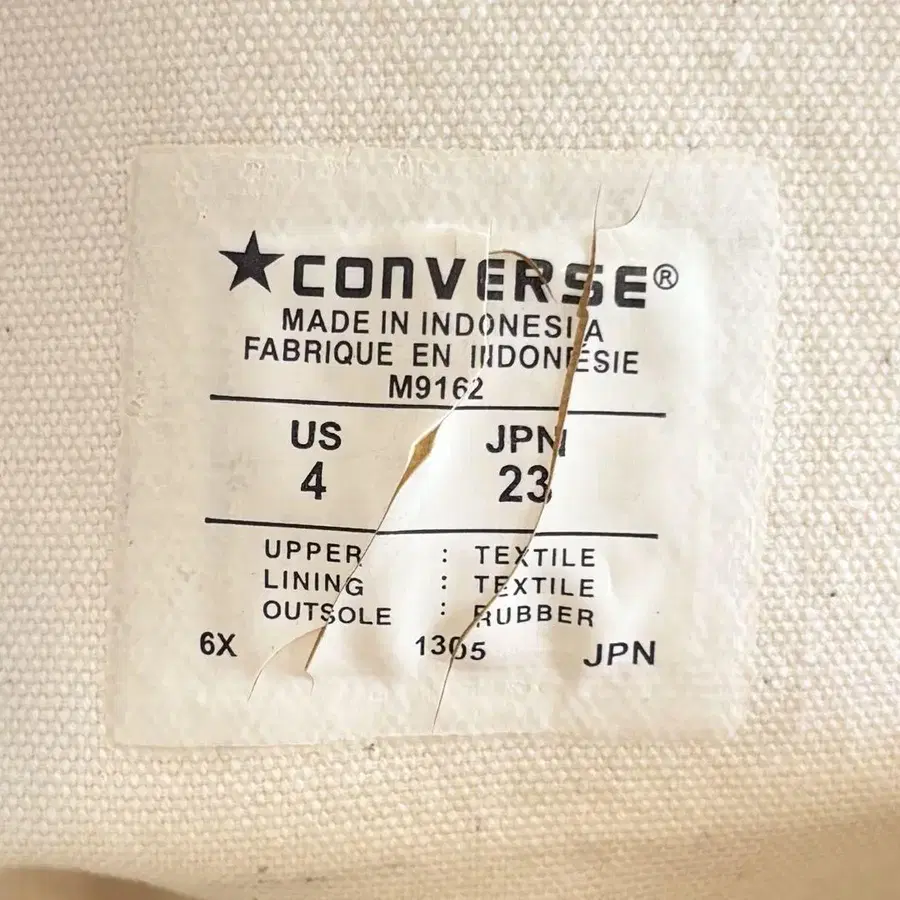 ★CONVERSE®
MADE IN INDONESIA
FABRIQUE EN INDONÉSIE
M9162
US JPN
4 23
UPPER : TEXTILE
LINING : TEXTILE
OUTSOLE : RUBBER
6X 1305 JPN